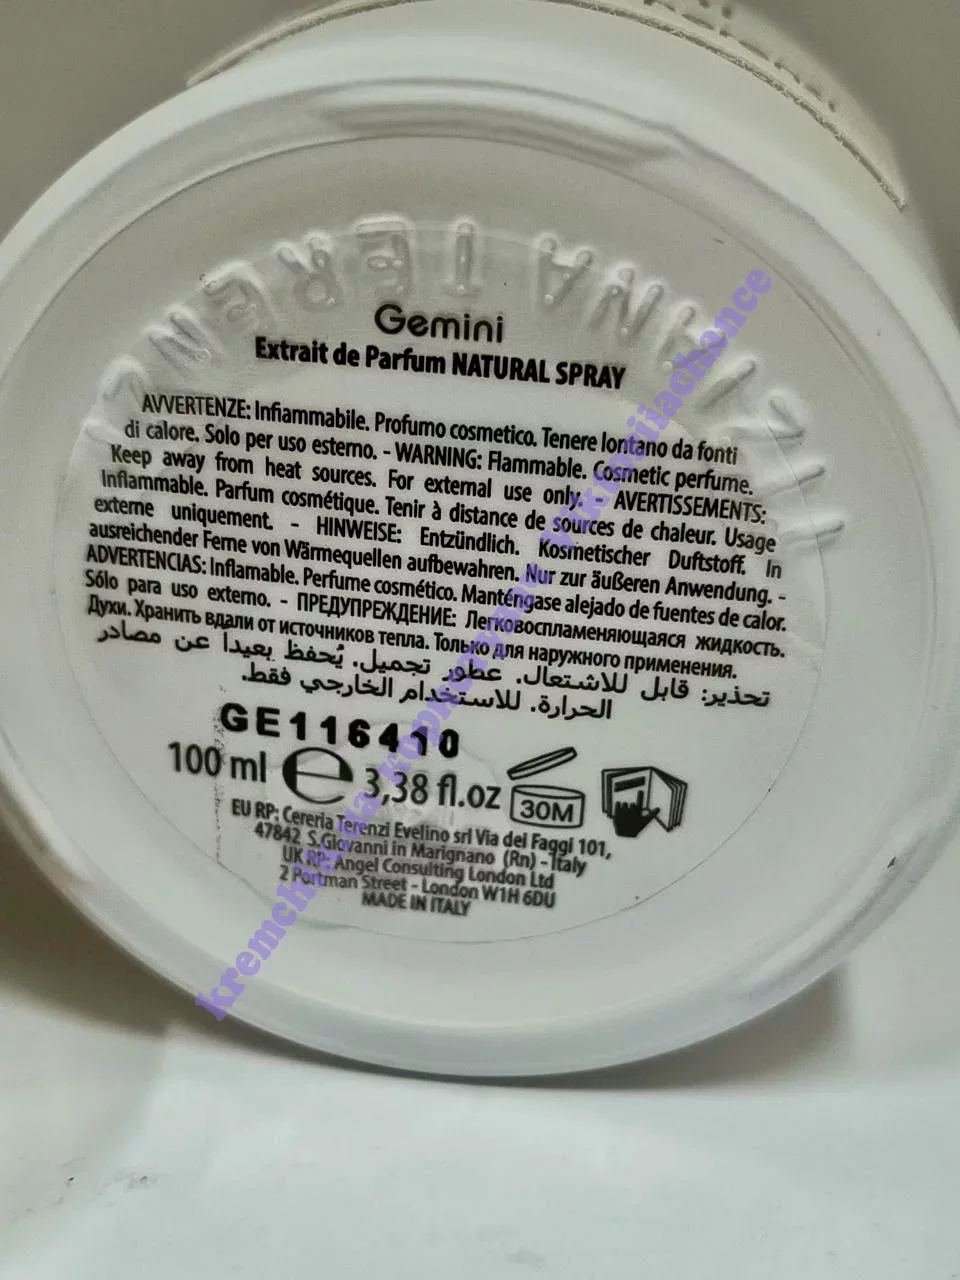 TIZIANA TERENZI
Gemini
Extrait de Parfum NATURAL SPRAY
AVVERTENZE: Infiammabile. Profumo cosmetico. Tenere lontano da fonti
di calore. Solo per uso esterno. - WARNING: Flammable. Cosmetic perfume.
Keep away from heat sources. For external use only. - AVERTISSEMENTS:
Inflammable. Parfum cosmétique. Tenir à distance de sources de chaleur. Usage
externe uniquement. - HINWEISE: Entzündlich. Kosmetischer Duftstoff. In
ausreichender Ferne von Wärmequellen aufbewahren. Nur zur äußeren Anwendung. -
ADVERTENCIAS: Inflamable. Perfume cosmético. Manténgase alejado de fuentes de calor.
Sólo para uso externo. - ПРЕДУПРЕЖДЕНИЕ: Легковоспламеняющаяся жидкость.
Духи. Хранить вдали от источников тепла. Только для наружного применения.
تحذير: قابل للاشتعال. عطور تجميل. يُحفظ بعيدا عن مصادر
الحرارة. للاستخدام الخارجي فقط.
GE116410
100 ml e 3,38 fl.oz 30M
EU RP: Cereria Terenzi Evelino srl Via dei Faggi 101,
47842 S.Giovanni in Marignano (Rn) - Italy
UK RP: Angel Consulting London Ltd
2 Portman Street - London W1H 6DU
MADE IN ITALY